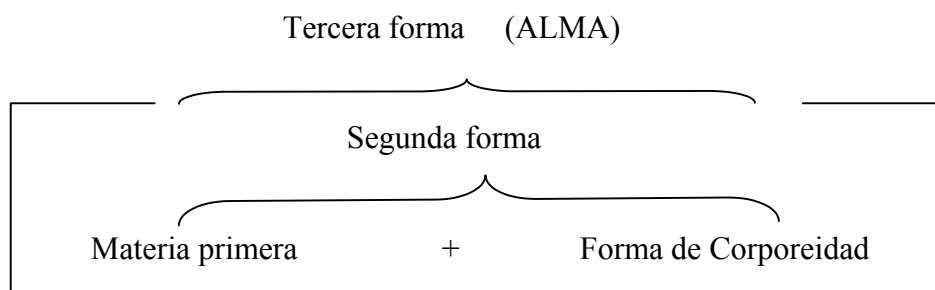 Tercera forma (ALMA)
Segunda forma
Materia primera + Forma de Corporeidad